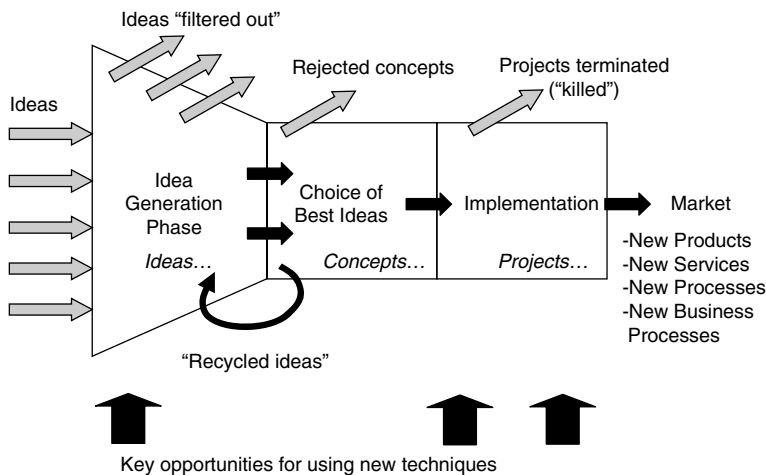 Ideas “filtered out”
Rejected concepts
Projects terminated
(“killed”)
Ideas
Idea
Generation
Phase
Ideas…
Choice of
Best Ideas
Concepts…
Implementation
Projects…
Market
-New Products
-New Services
-New Processes
-New Business
Processes
“Recycled ideas”
Key opportunities for using new techniques